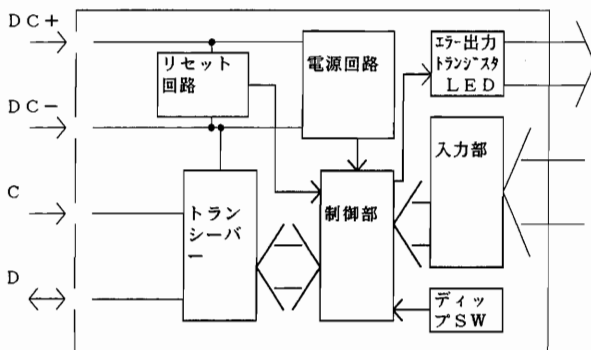 DC+
リセット
回路
電源回路
エラー出力
トランジスタ
LED
DC-
入力部
C
トラン
シーバ
ー
制御部
D
ディッ
プSW